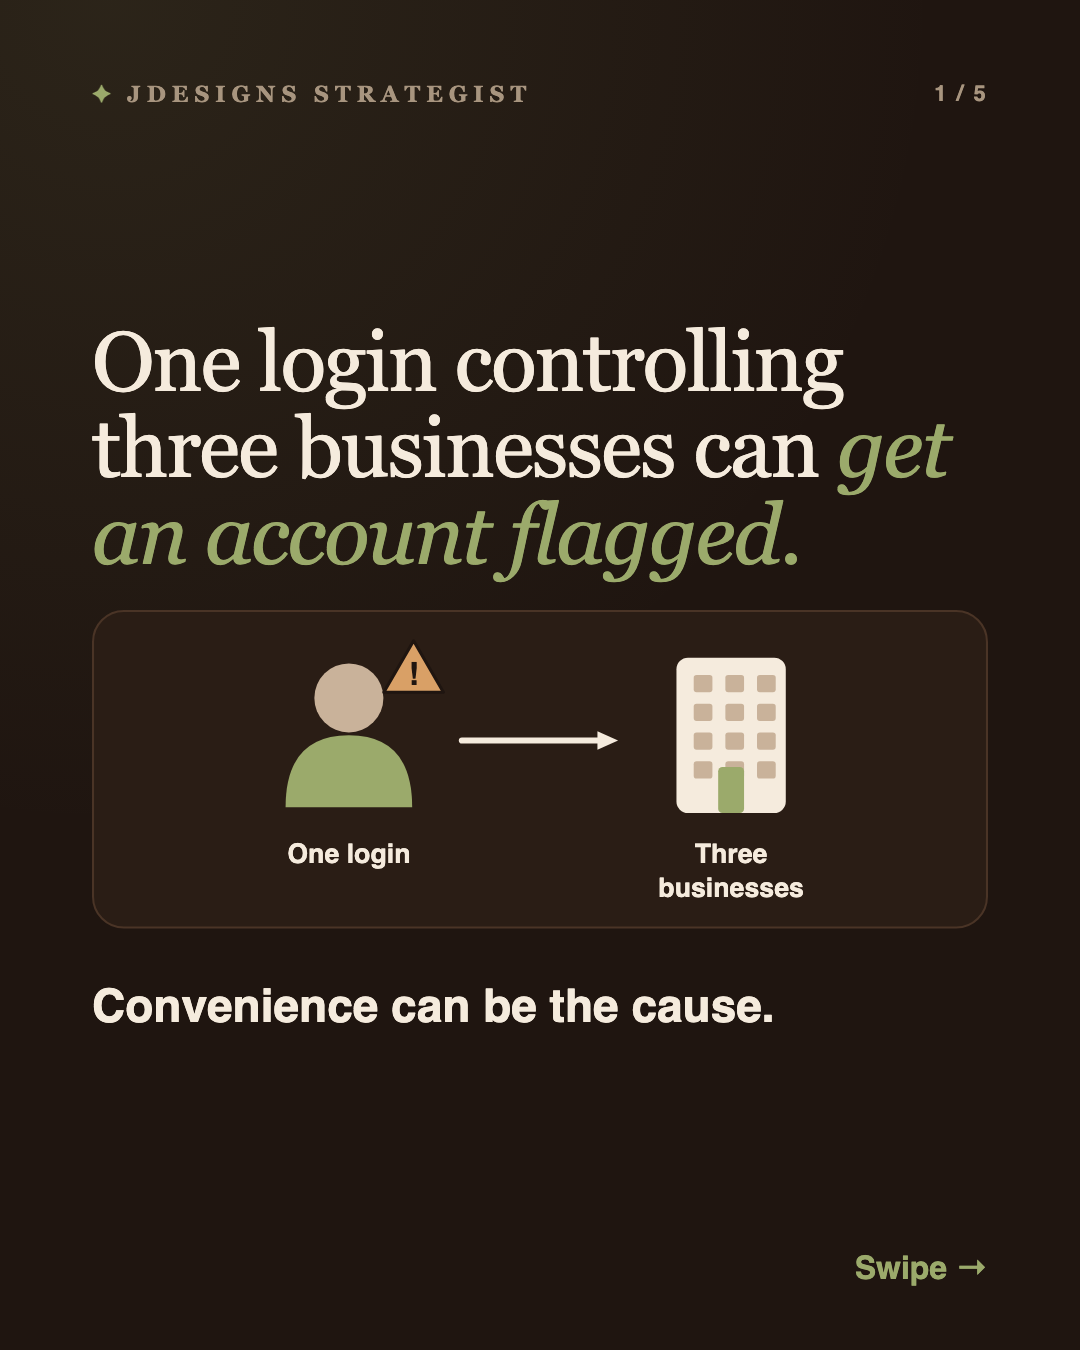 ✦ JDESIGNS STRATEGIST
1 / 5
One login controlling
three businesses can get
an account flagged.
!
One login
Three
businesses
Convenience can be the cause.
Swipe →